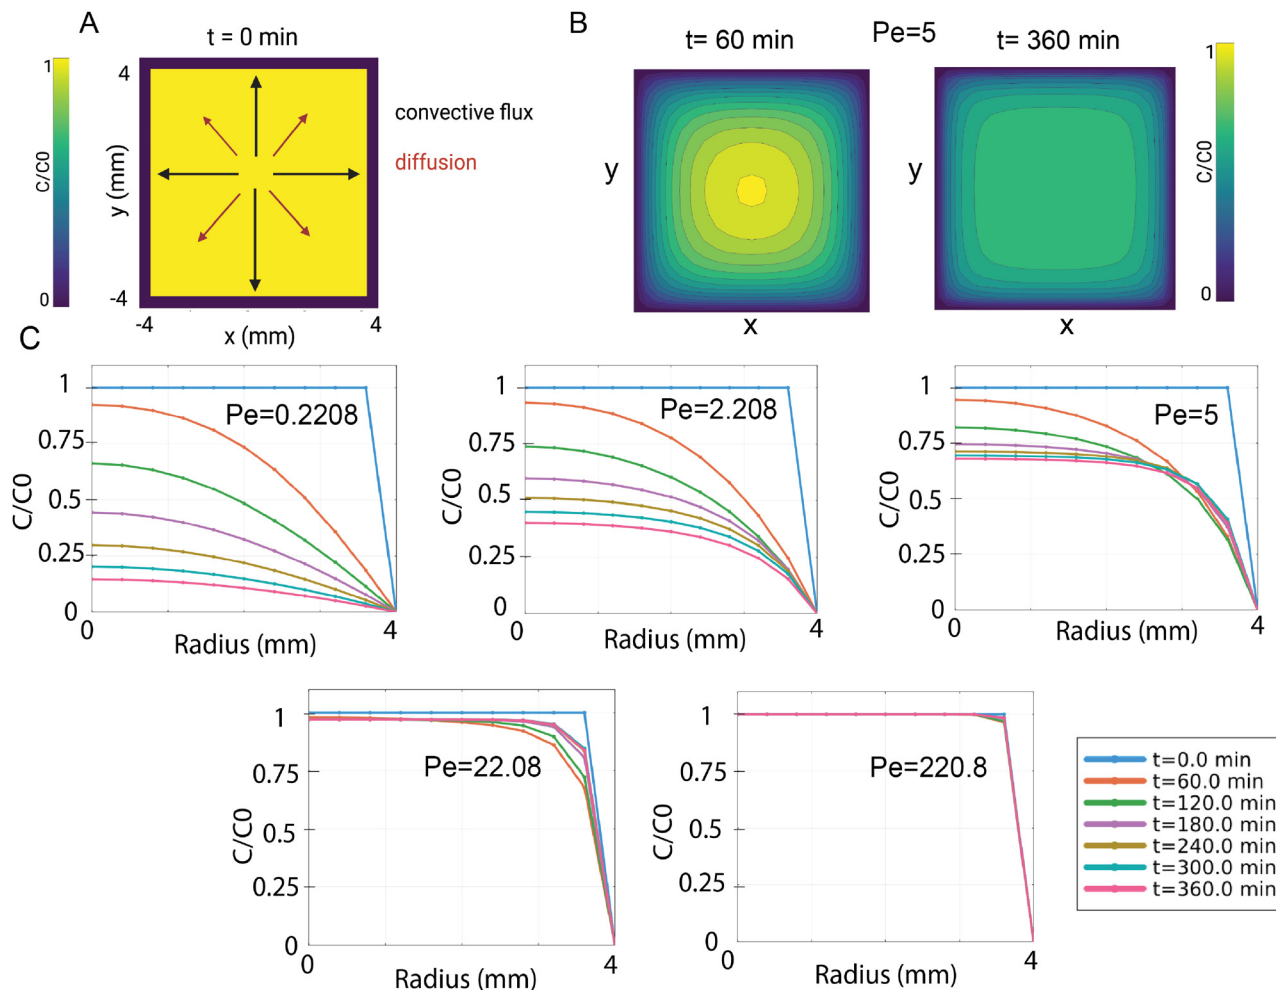 A
t = 0 min
1
C/C0
0
4
y (mm)
-4
-4
x (mm)
4
convective flux
diffusion
B
t= 60 min
Pe=5
t= 360 min
y
x
y
x
1
C/C0
0
C
1
0.75
0.5
0.25
0
C/C0
Pe=0.2208
0
Radius (mm)
4
1
0.75
0.5
0.25
0
C/C0
Pe=2.208
0
Radius (mm)
4
1
0.75
0.5
0.25
0
C/C0
Pe=5
0
Radius (mm)
4
1
0.75
0.5
0.25
0
C/C0
Pe=22.08
0
Radius (mm)
4
1
0.75
0.5
0.25
0
C/C0
Pe=220.8
0
Radius (mm)
4
t=0.0 min
t=60.0 min
t=120.0 min
t=180.0 min
t=240.0 min
t=300.0 min
t=360.0 min